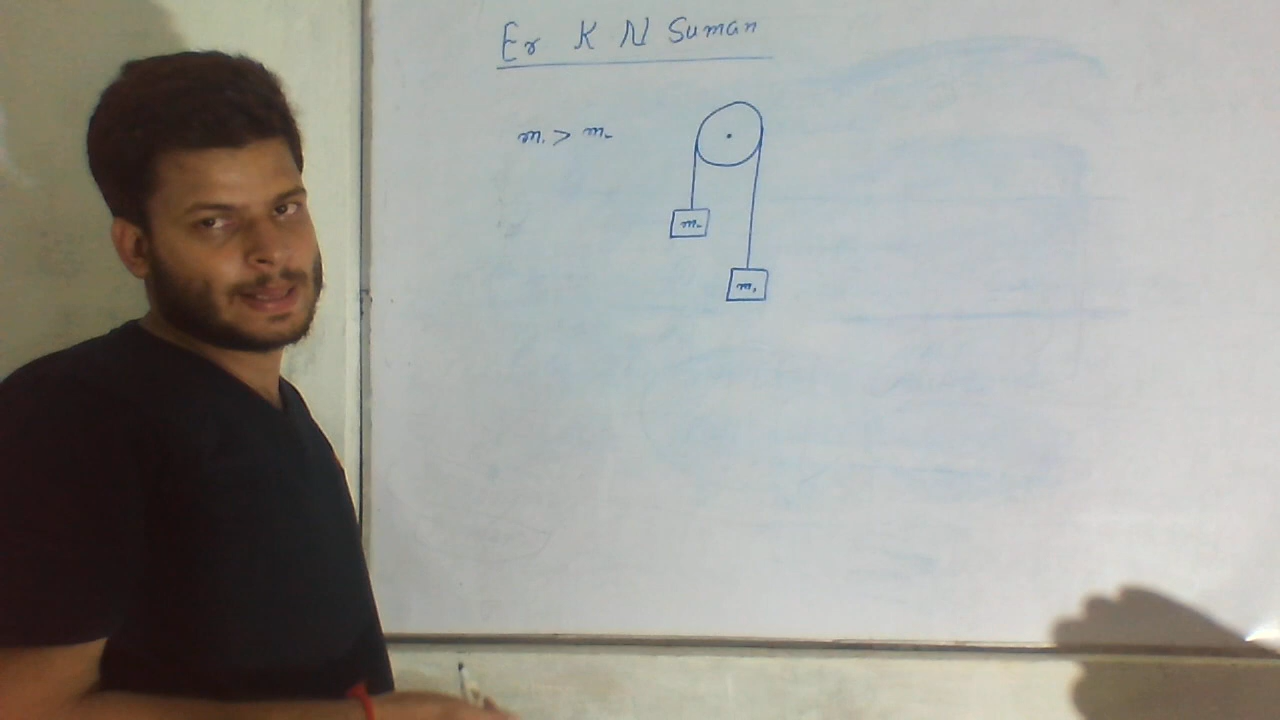 Er K N Suman
m₁ > m₂
m₂
m₁